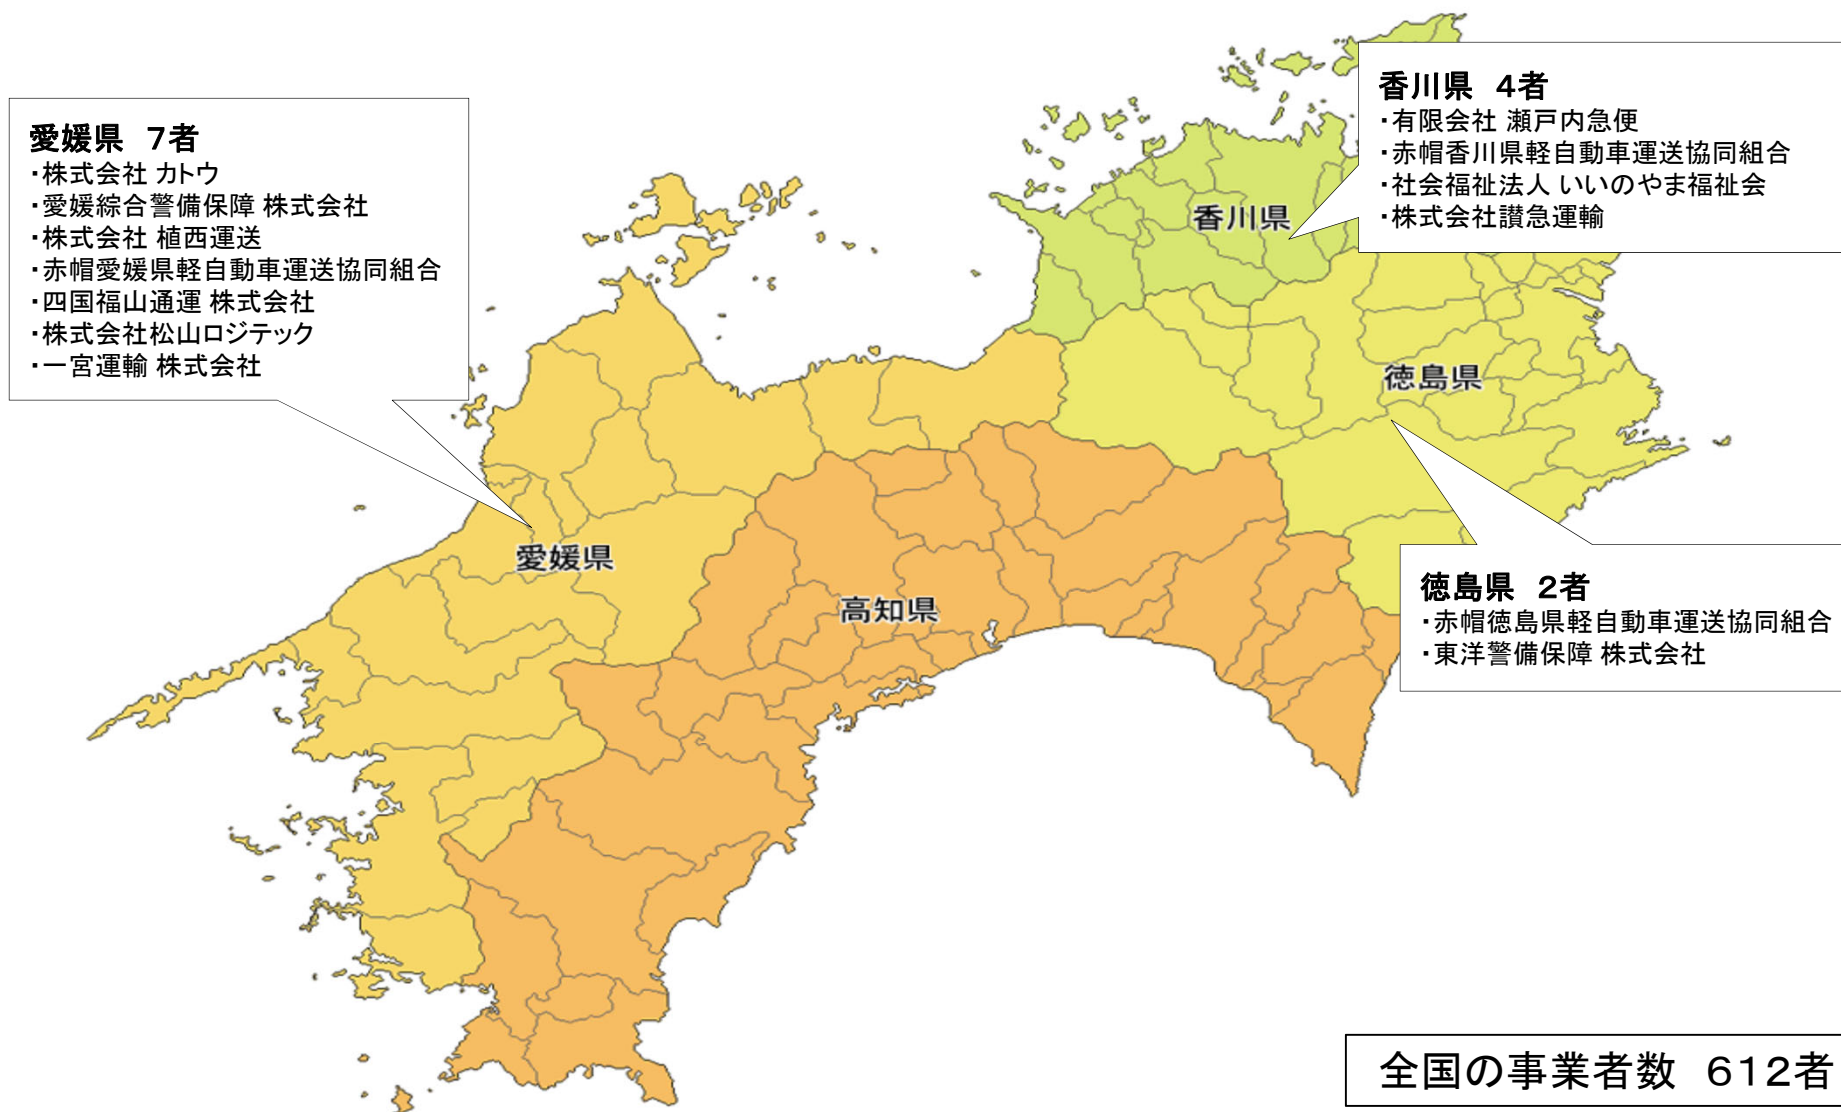 愛媛県 7者
・株式会社 カトウ
・愛媛綜合警備保障 株式会社
・株式会社 植西運送
・赤帽愛媛県軽自動車運送協同組合
・四国福山通運 株式会社
・株式会社松山ロジテック
・一宮運輸 株式会社
香川県 4者
・有限会社 瀬戸内急便
・赤帽香川県軽自動車運送協同組合
・社会福祉法人 いいのやま福祉会
・株式会社讃急運輸
香川県
徳島県
愛媛県
高知県
徳島県 2者
・赤帽徳島県軽自動車運送協同組合
・東洋警備保障 株式会社
全国の事業者数 612者